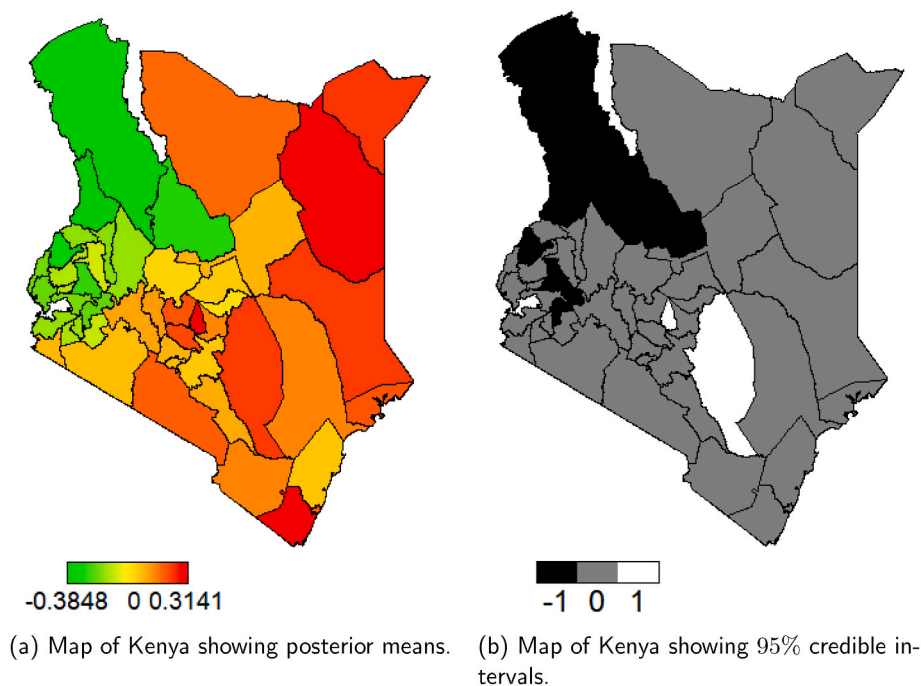 -0.3848 0 0.3141
-1 0 1
(a) Map of Kenya showing posterior means.
(b) Map of Kenya showing 95% credible in-
tervals.